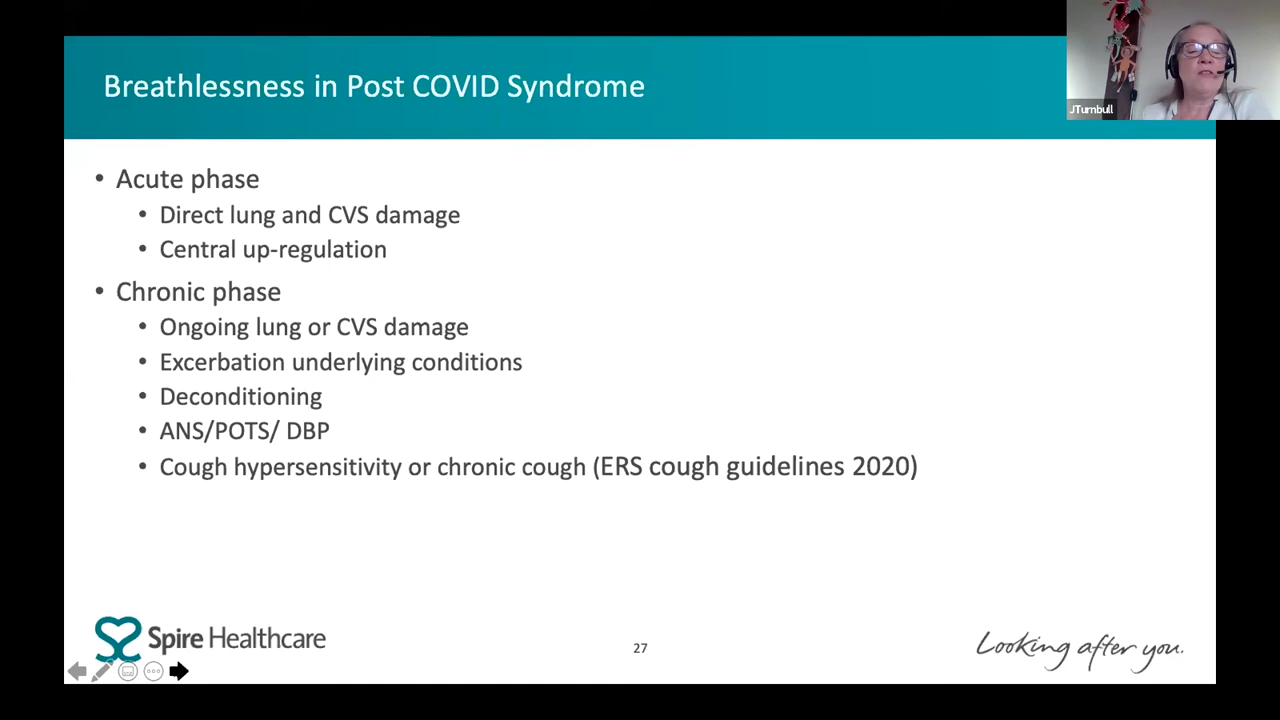 Breathlessness in Post COVID Syndrome
JTurnbull
• Acute phase
• Direct lung and CVS damage
• Central up-regulation
• Chronic phase
• Ongoing lung or CVS damage
• Excerbation underlying conditions
• Deconditioning
• ANS/POTS/ DBP
• Cough hypersensitivity or chronic cough (ERS cough guidelines 2020)
Spire Healthcare
27
Looking after you.